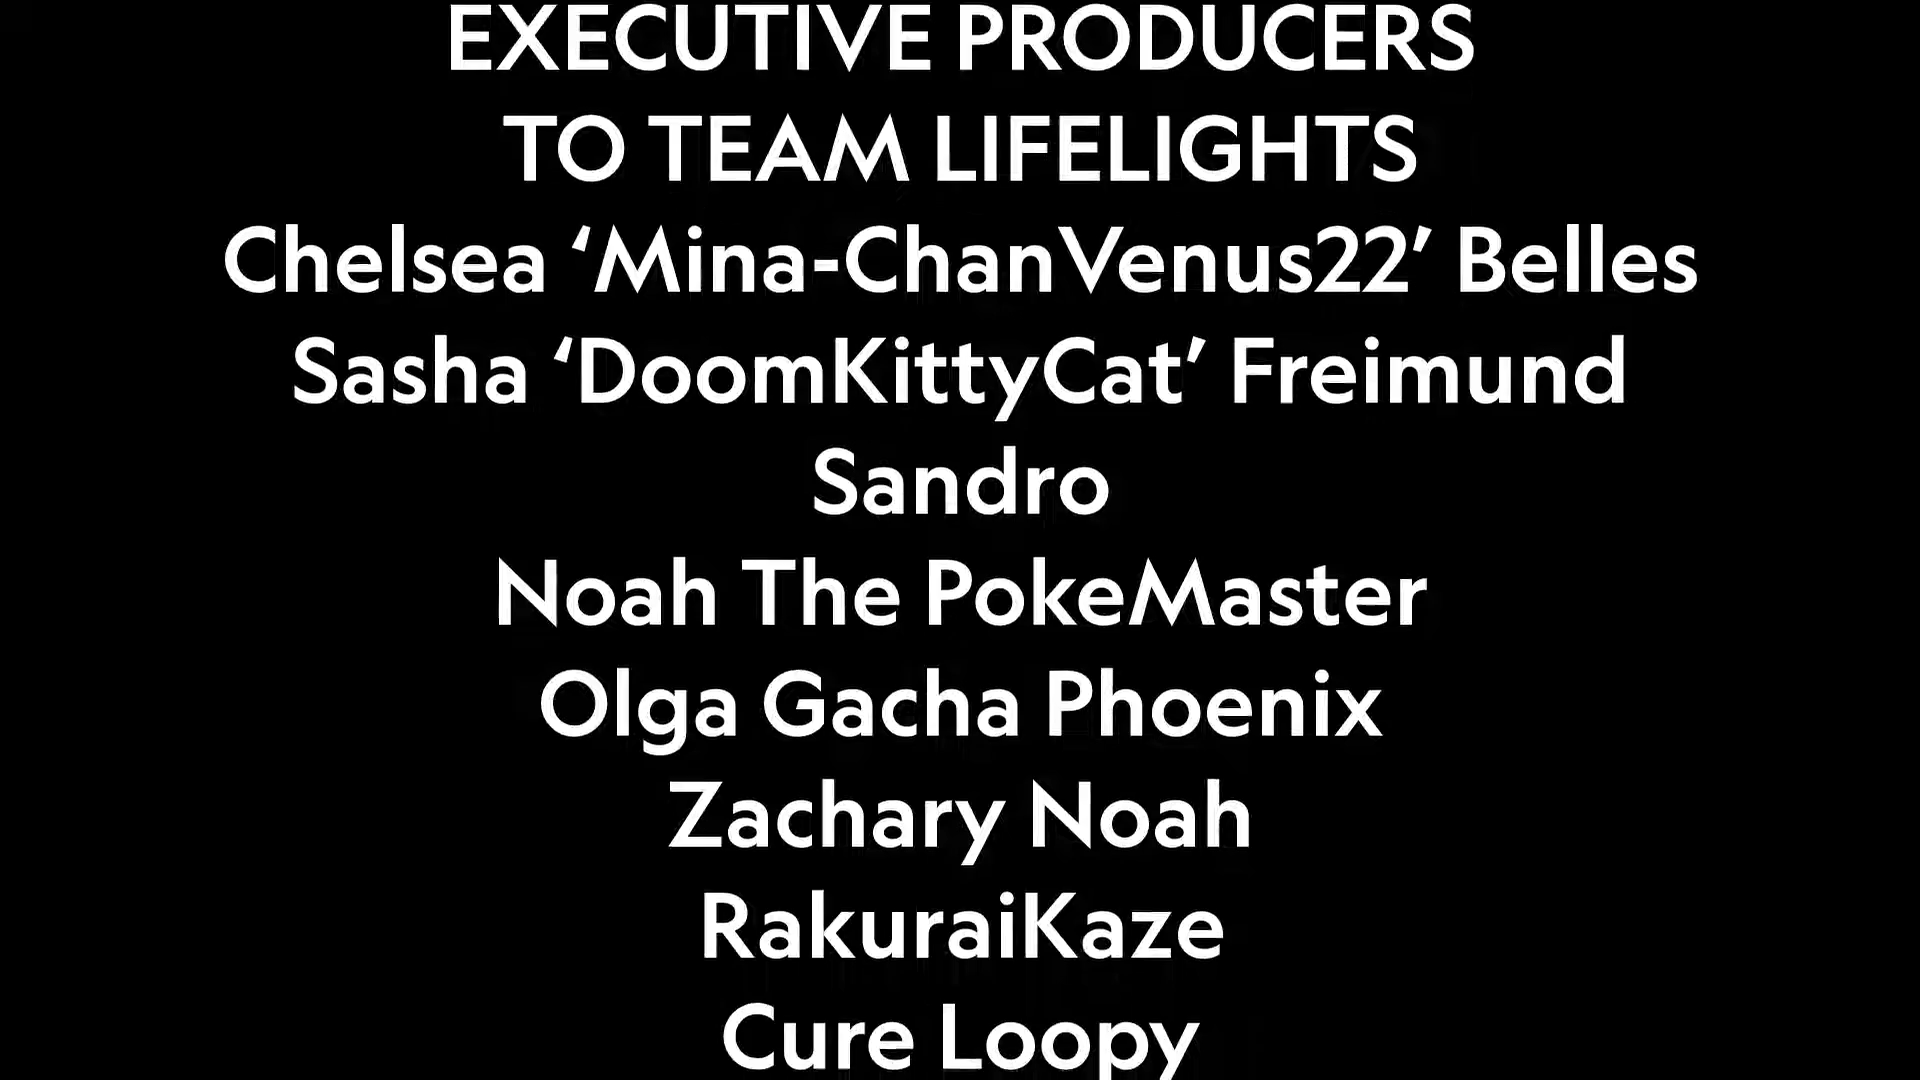 EXECUTIVE PRODUCERS
TO TEAM LIFELIGHTS
Chelsea ‘Mina-ChanVenus22’ Belles
Sasha ‘DoomKittyCat’ Freimund
Sandro
Noah The PokeMaster
Olga Gacha Phoenix
Zachary Noah
RakuraiKaze
Cure Loopy